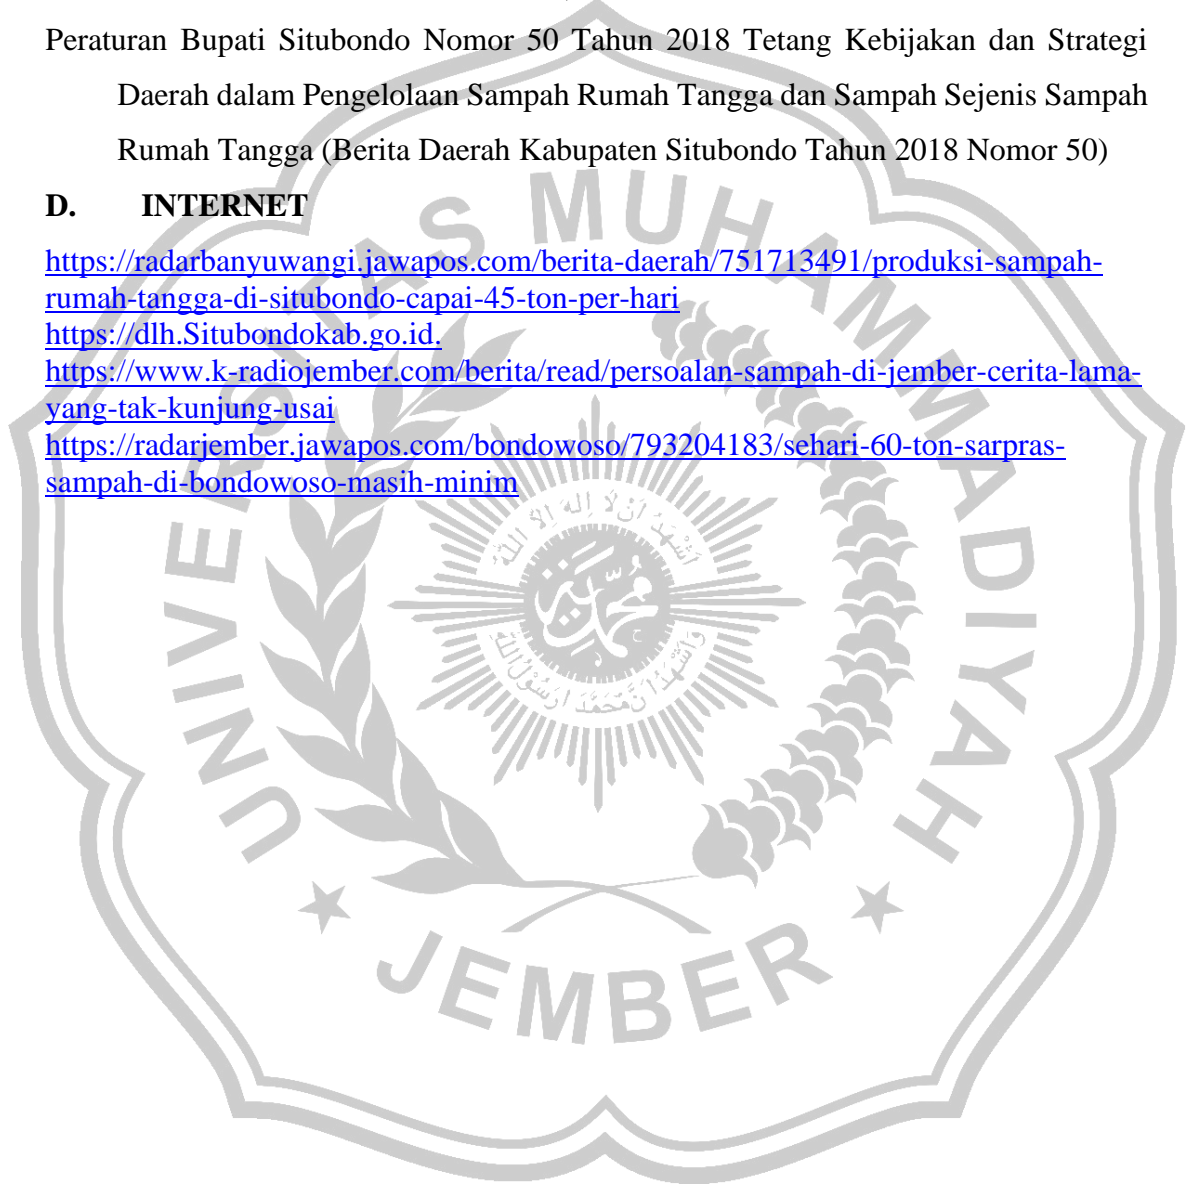 Peraturan Bupati Situbondo Nomor 50 Tahun 2018 Tetang Kebijakan dan Strategi
Daerah dalam Pengelolaan Sampah Rumah Tangga dan Sampah Sejenis Sampah
Rumah Tangga (Berita Daerah Kabupaten Situbondo Tahun 2018 Nomor 50)
D. INTERNET
https://radarbanyuwangi.jawapos.com/berita-daerah/751713491/produksi-sampah-
rumah-tangga-di-situbondo-capai-45-ton-per-hari
https://dlh.Situbondokab.go.id.
https://www.k-radiojember.com/berita/read/persoalan-sampah-di-jember-cerita-lama-
yang-tak-kunjung-usai
https://radarjember.jawapos.com/bondowoso/793204183/sehari-60-ton-sarpras-
sampah-di-bondowoso-masih-minim
UNIVERSITAS MUHAMMADIYAH
JEMBER